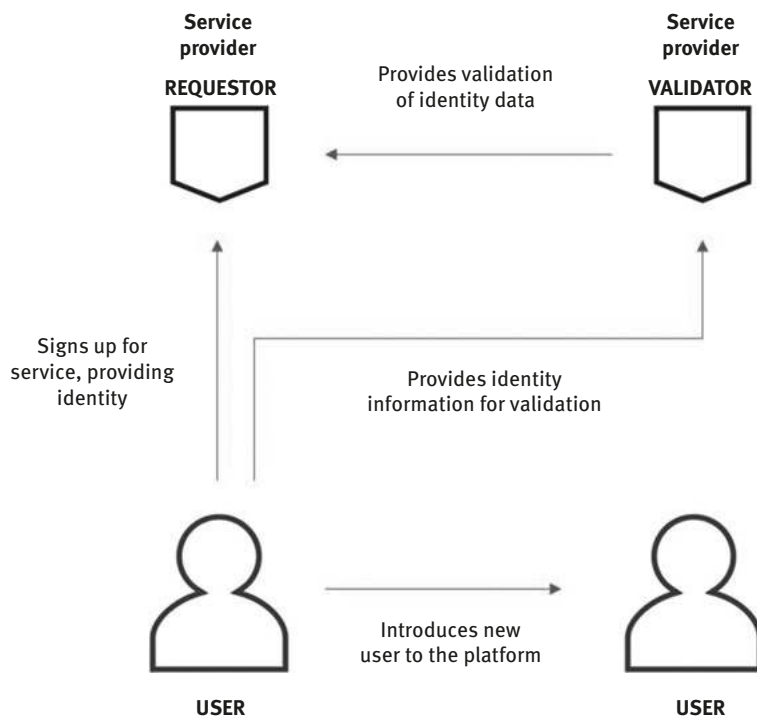 Service
provider
REQUESTOR
Service
provider
VALIDATOR
Provides validation
of identity data
Signs up for
service, providing
identity
Provides identity
information for validation
Introduces new
user to the platform
USER
USER